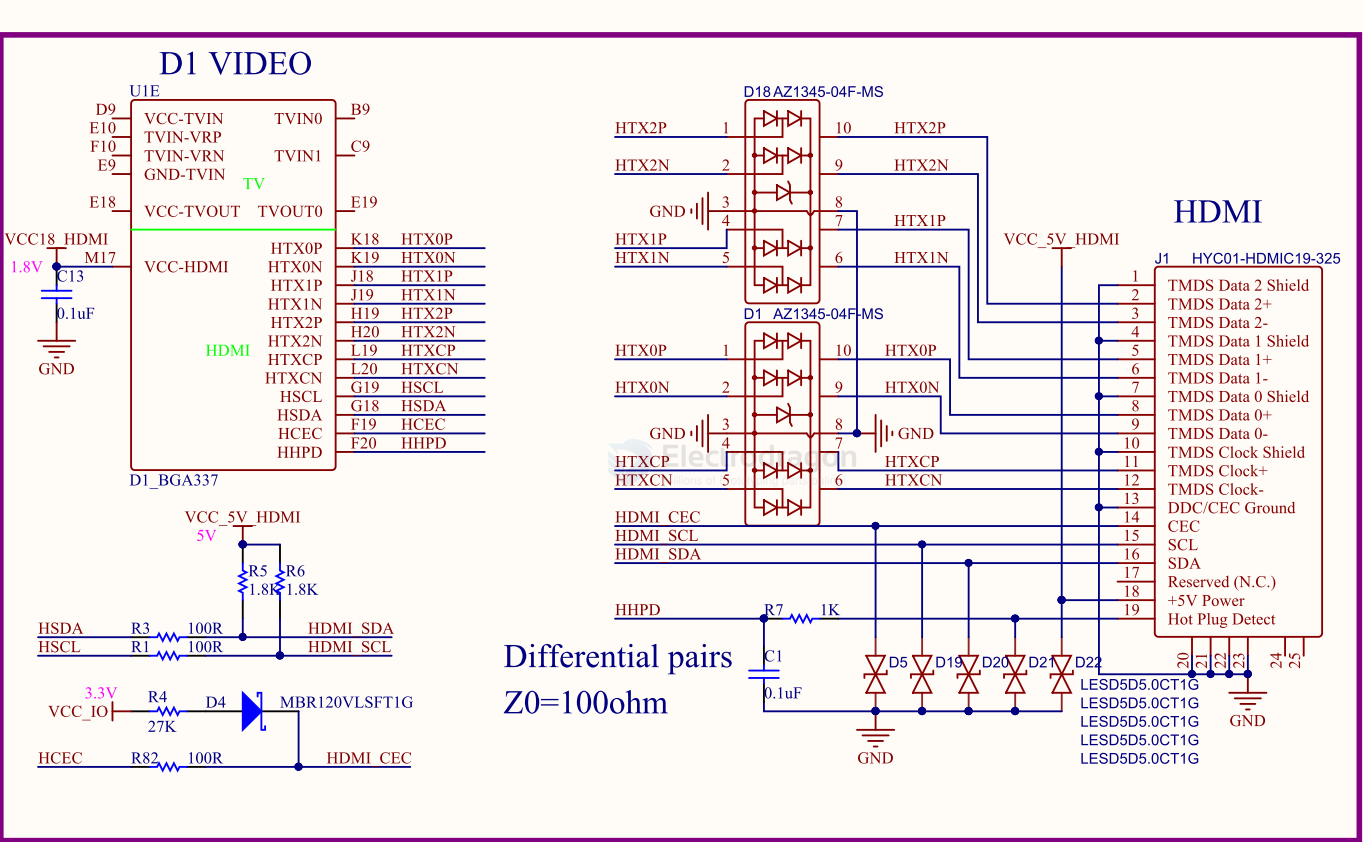 D1 VIDEO
U1E
D9 VCC-TVIN TVIN0 B9
E10 TVIN-VRP
F10 TVIN-VRN TVIN1 C9
E9 GND-TVIN
TV
E18 VCC-TVOUT TVOUT0 E19
VCC18_HDMI
1.8V
M17 VCC-HDMI
C13
0.1uF
GND
HTX0P K18 HTX0P
HTX0N K19 HTX0N
HTX1P J18 HTX1P
HTX1N J19 HTX1N
HTX2P H19 HTX2P
HTX2N H20 HTX2N
HDMI
HTXCP L19 HTXCP
HTXCN L20 HTXCN
HSCL G19 HSCL
HSDA G18 HSDA
HCEC F19 HCEC
HHPD F20 HHPD
D1_BGA337
VCC_5V_HDMI
5V
R5 R6
1.8K 1.8K
HSDA R3 100R HDMI_SDA
HSCL R1 100R HDMI_SCL
3.3V
VCC_IO R4 D4 MBR120VLSFT1G
27K
HCEC R82 100R HDMI_CEC
D18 AZ1345-04F-MS
HTX2P 1 10 HTX2P
HTX2N 2 9 HTX2N
GND 3 8
4 7 HTX1P
HTX1P
HTX1N 5 6 HTX1N
D1 AZ1345-04F-MS
HTX0P 1 10 HTX0P
HTX0N 2 9 HTX0N
GND 3 8 GND
4 7
Electrodragon
HTXCP HTXCP
HTXCN 5 6 HTXCN
HDMI_CEC
HDMI_SCL
HDMI_SDA
HHPD R7 1K
C1
0.1uF
Differential pairs
Z0=100ohm
D5 D19 D20 D21 D22
LESD5D5.0CT1G
LESD5D5.0CT1G
LESD5D5.0CT1G
LESD5D5.0CT1G
LESD5D5.0CT1G
GND
HDMI
VCC_5V_HDMI
J1 HYC01-HDMIC19-325
1 TMDS Data 2 Shield
2 TMDS Data 2+
3 TMDS Data 2-
4 TMDS Data 1 Shield
5 TMDS Data 1+
6 TMDS Data 1-
7 TMDS Data 0 Shield
8 TMDS Data 0+
9 TMDS Data 0-
10 TMDS Clock Shield
11 TMDS Clock+
12 TMDS Clock-
13 DDC/CEC Ground
14 CEC
15 SCL
16 SDA
17 Reserved (N.C.)
18 +5V Power
19 Hot Plug Detect
20 21 22 23 24 25
GND